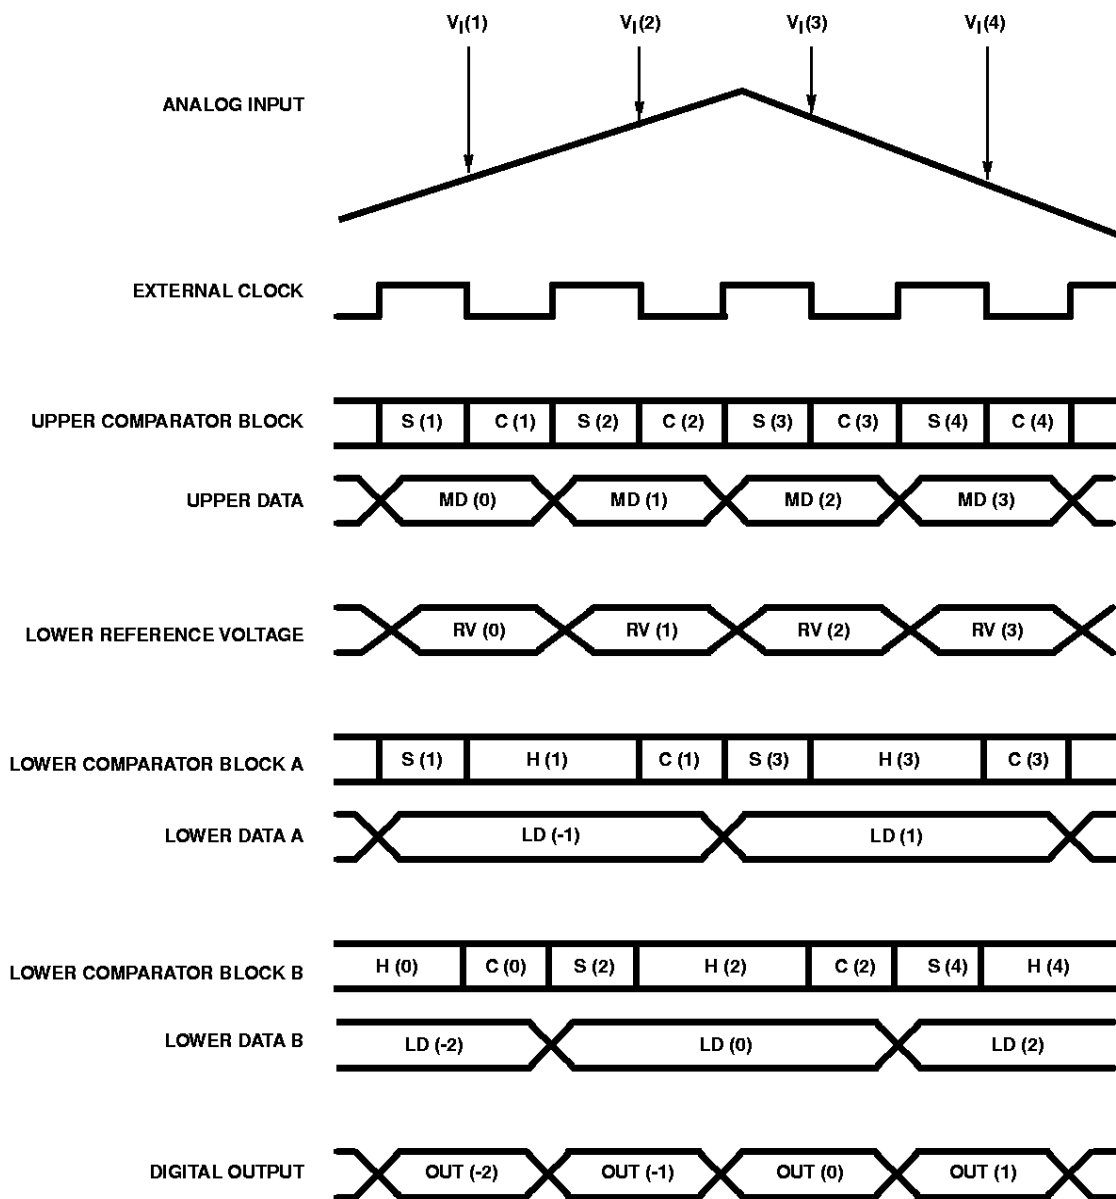 V_I(1) V_I(2) V_I(3) V_I(4)
ANALOG INPUT
EXTERNAL CLOCK
UPPER COMPARATOR BLOCK S (1) C (1) S (2) C (2) S (3) C (3) S (4) C (4)
UPPER DATA MD (0) MD (1) MD (2) MD (3)
LOWER REFERENCE VOLTAGE RV (0) RV (1) RV (2) RV (3)
LOWER COMPARATOR BLOCK A S (1) H (1) C (1) S (3) H (3) C (3)
LOWER DATA A LD (-1) LD (1)
LOWER COMPARATOR BLOCK B H (0) C (0) S (2) H (2) C (2) S (4) H (4)
LOWER DATA B LD (-2) LD (0) LD (2)
DIGITAL OUTPUT OUT (-2) OUT (-1) OUT (0) OUT (1)